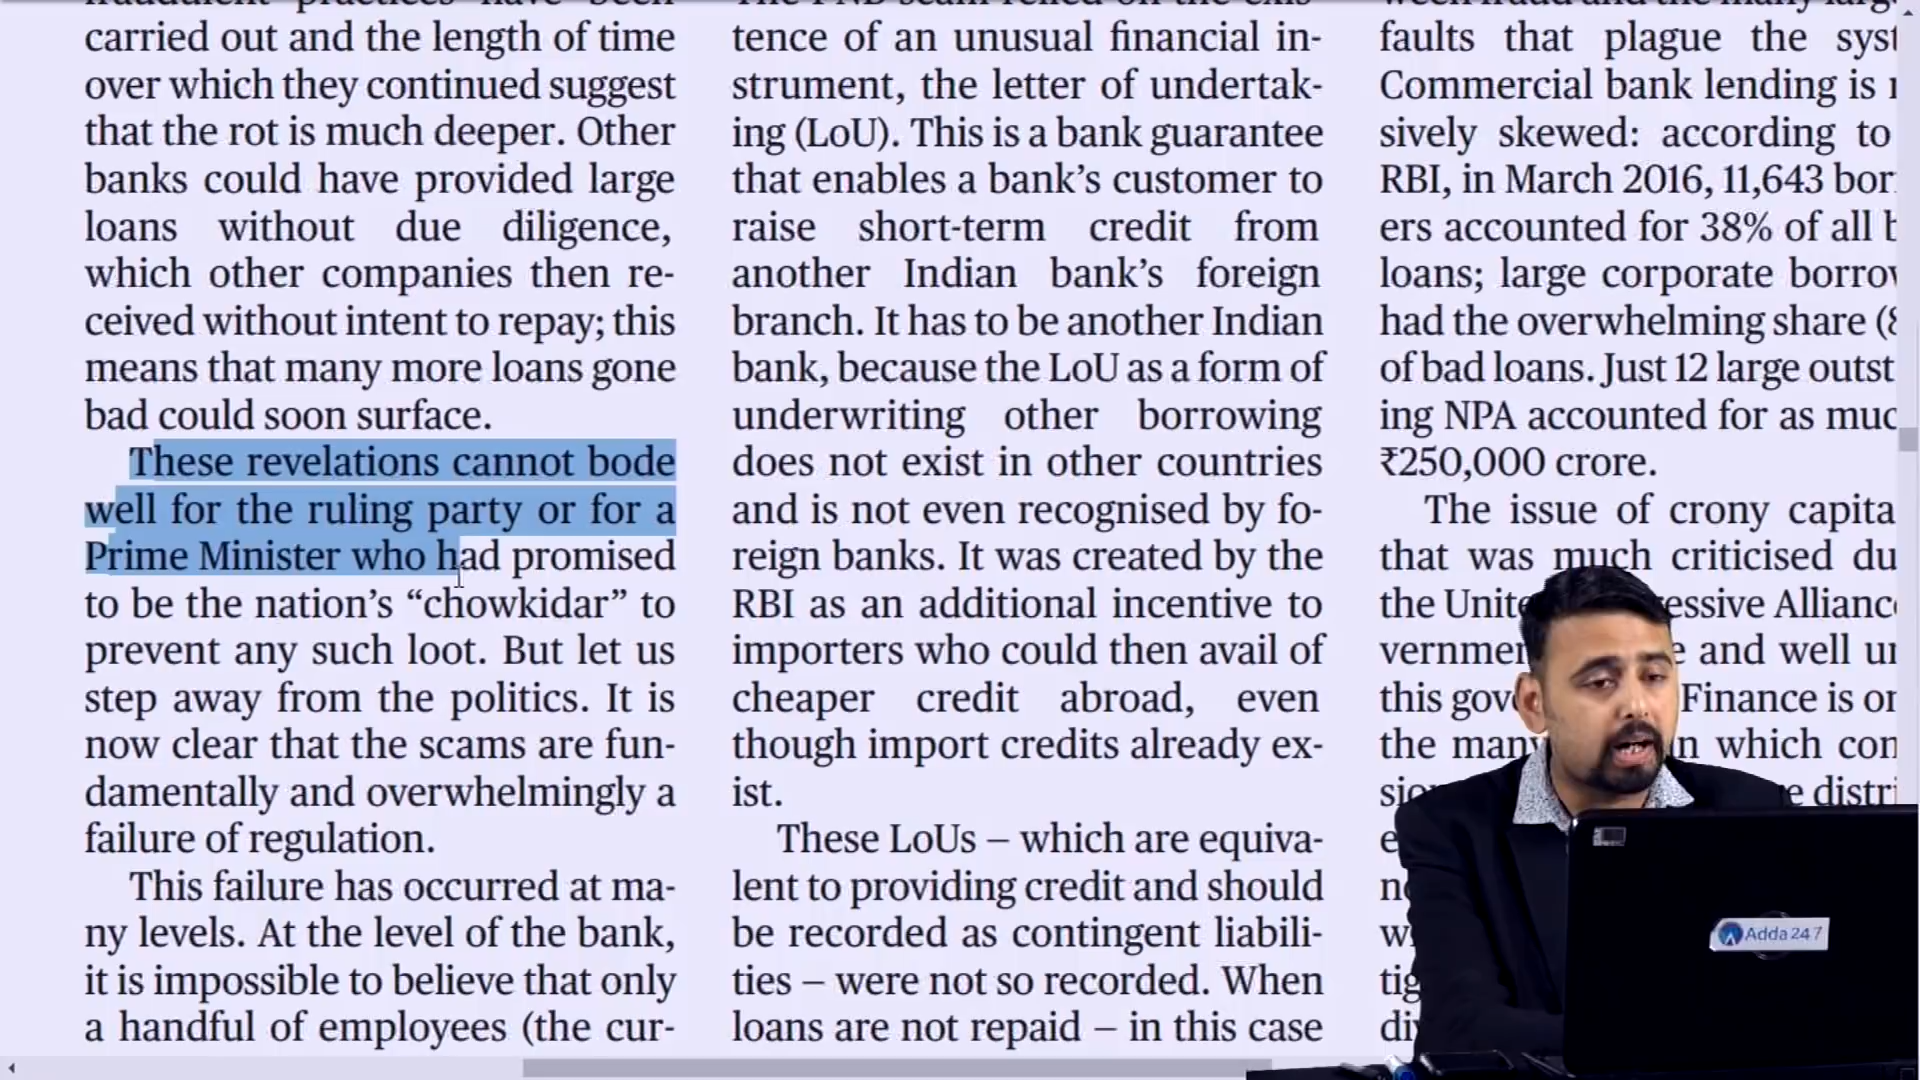 carried out and the length of time
over which they continued suggest
that the rot is much deeper. Other
banks could have provided large
loans without due diligence,
which other companies then re-
ceived without intent to repay; this
means that many more loans gone
bad could soon surface.
These revelations cannot bode
well for the ruling party or for a
Prime Minister who had promised
to be the nation's “chowkidar” to
prevent any such loot. But let us
step away from the politics. It is
now clear that the scams are fun-
damentally and overwhelmingly a
failure of regulation.
This failure has occurred at ma-
ny levels. At the level of the bank,
it is impossible to believe that only
a handful of employees (the cur-
tence of an unusual financial in-
strument, the letter of undertak-
ing (LoU). This is a bank guarantee
that enables a bank's customer to
raise short-term credit from
another Indian bank's foreign
branch. It has to be another Indian
bank, because the LoU as a form of
underwriting other borrowing
does not exist in other countries
and is not even recognised by fo-
reign banks. It was created by the
RBI as an additional incentive to
importers who could then avail of
cheaper credit abroad, even
though import credits already ex-
ist.
These LoUs – which are equiva-
lent to providing credit and should
be recorded as contingent liabili-
ties – were not so recorded. When
loans are not repaid – in this case
faults that plague the
Commercial bank lending is
sively skewed: according to
RBI, in March 2016, 11,643
ers accounted for 38% of all
loans; large corporate
had the overwhelming share
of bad loans. Just 12 large
ing NPA accounted for as
₹250,000 crore.
The issue of crony
that was much criticised
the
and well
this Finance is
the which
Adda 247